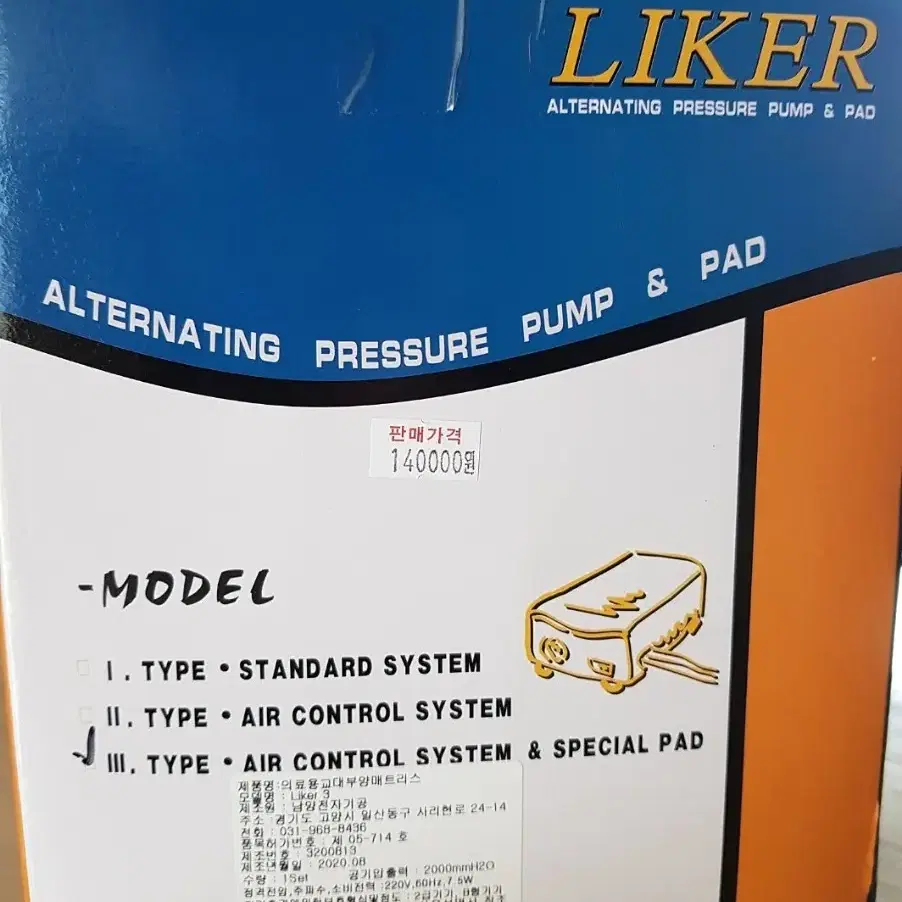 LIKER
ALTERNATING PRESSURE PUMP & PAD
ALTERNATING PRESSURE PUMP & PAD
판매가격
140000원
-MODEL
I. TYPE • STANDARD SYSTEM
II. TYPE • AIR CONTROL SYSTEM
III. TYPE • AIR CONTROL SYSTEM & SPECIAL PAD
제품명:의료용교대부양매트리스
모델명 : Liker 3
제조원 : 남양전자기공
주소 :경기도 고양시 일산동구 사리현로 24-14
전화 : 031-968-8436
품목허가번호 : 제 05-714 호
제조번호 : 3200813
제조년월일 : 2020.08
수량 : 1Set 공기압출력 : 2000mmH2O
정격전압,주파수,소비전력 :220V,60Hz,7.5W